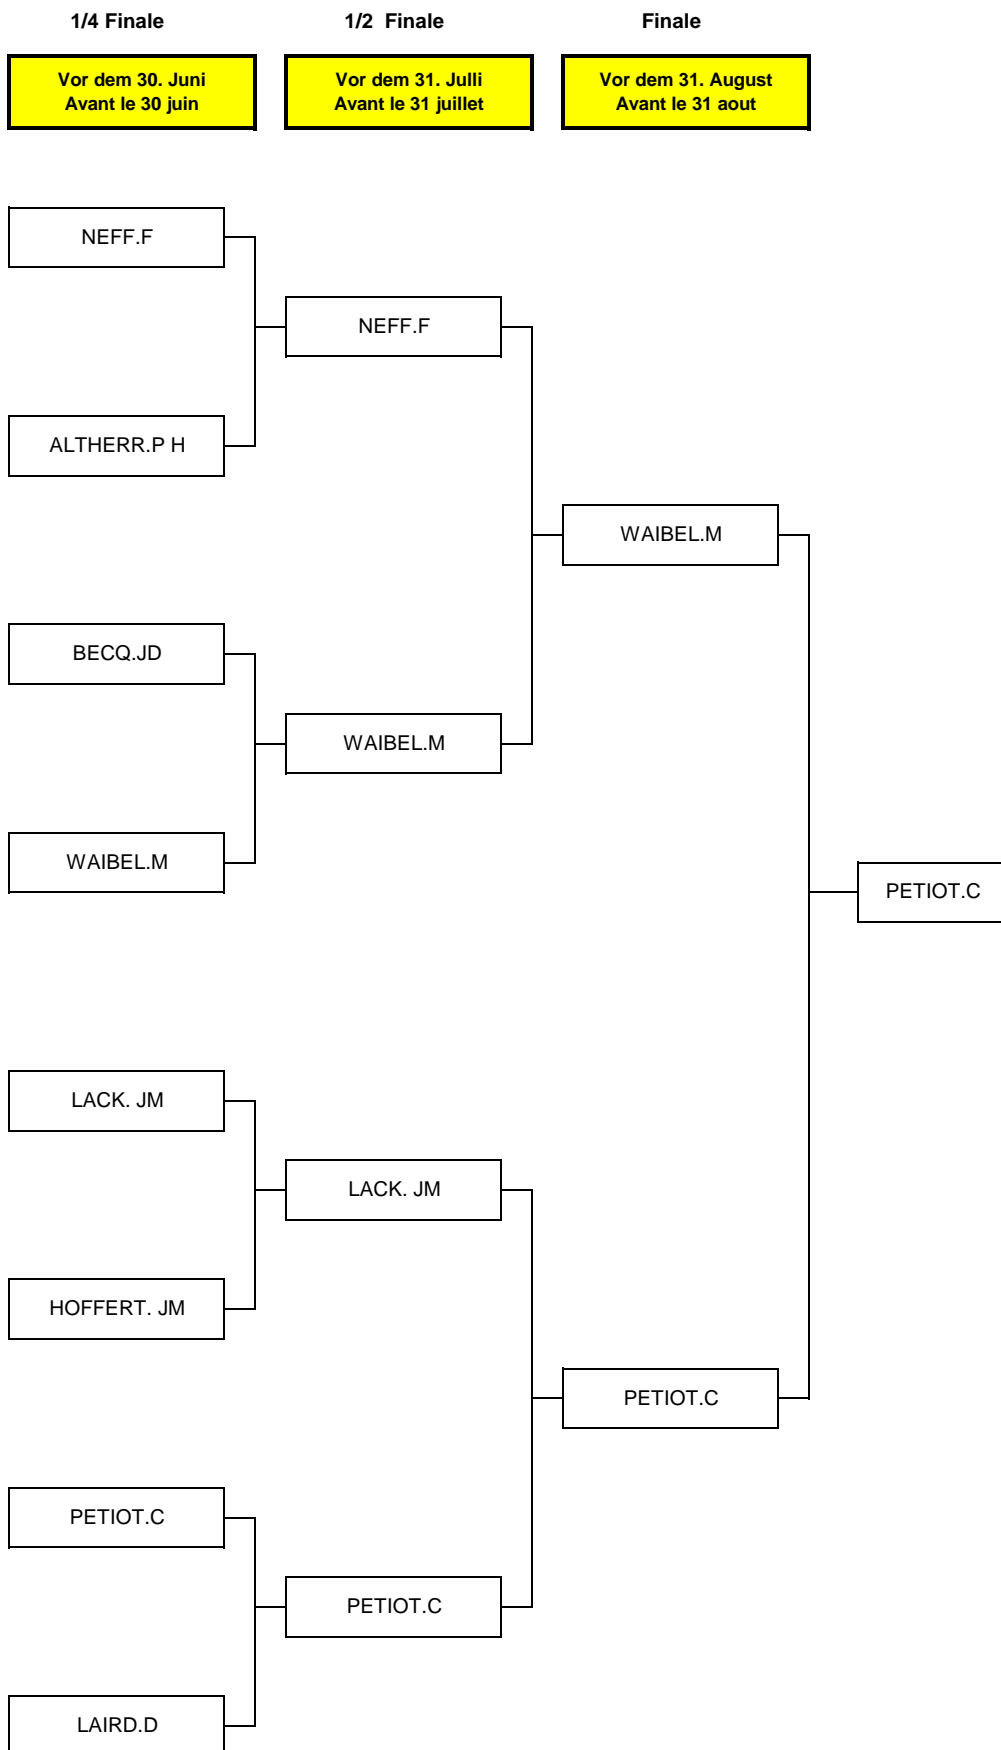 1/4 Finale
1/2 Finale
Finale
Vor dem 30. Juni
Avant le 30 juin
Vor dem 31. Julli
Avant le 31 juillet
Vor dem 31. August
Avant le 31 aout
NEFF.F
NEFF.F
ALTHERR.P H
WAIBEL.M
BECQ.JD
WAIBEL.M
WAIBEL.M
PETIOT.C
LACK. JM
LACK. JM
HOFFERT. JM
PETIOT.C
PETIOT.C
PETIOT.C
LAIRD.D